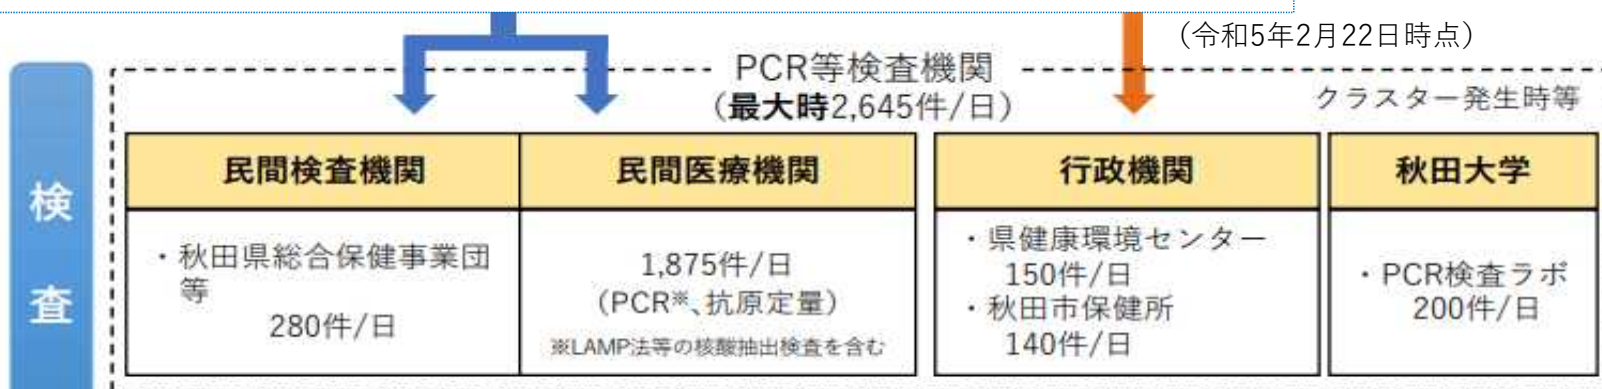 (令和5年2月22日時点)
PCR等検査機関
(最大時2,645件/日)
クラスター発生時等
検
査
民間検査機関
・秋田県総合保健事業団
等
280件/日
民間医療機関
1,875件/日
(PCR※、抗原定量)
※LAMP法等の核酸抽出検査を含む
行政機関
・県健康環境センター
150件/日
・秋田市保健所
140件/日
秋田大学
・PCR検査ラボ
200件/日